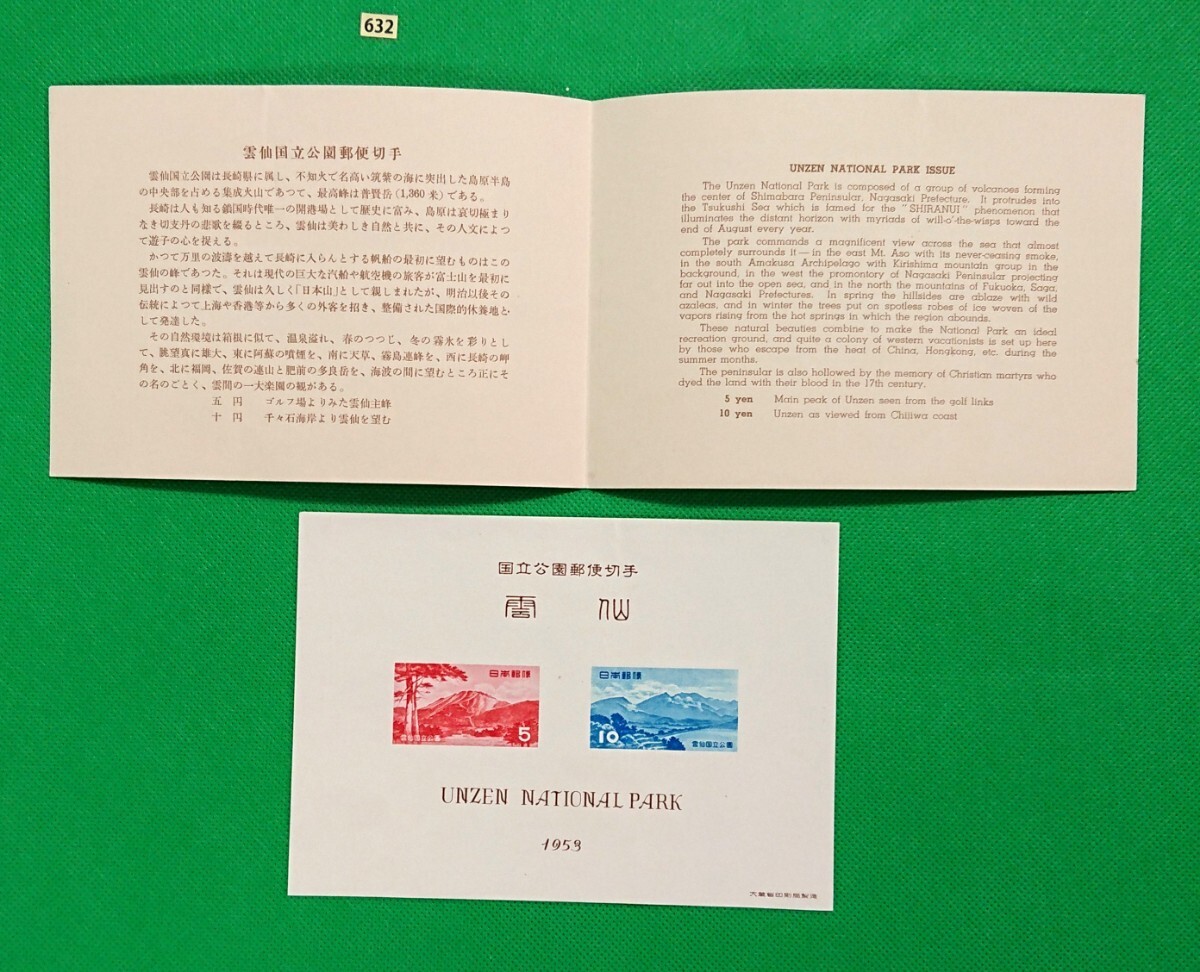 632
雲仙国立公園郵便切手
雲仙国立公園は長崎県に属し、不知火で名高い筑紫の海に突出した島原半島
の中央部を占める集成火山であつて、最高峰は普賢岳(1,360 米)である。
長崎は人も知る鎖国時代唯一の開港場として歴史に富み、島原は哀切極まり
なき切支丹の悲歌を綴るところ、雲仙は美わしき自然と共に、その人文によつ
て遊子の心を捉える。
かつて万里の波濤を越えて長崎に入らんとする帆船の最初に望むものはこの
雲仙の峰であつた。それは現代の巨大な汽船や航空機の旅客が富士山を最初に
見出すのと同様で、雲仙は久しく「日本山」として親しまれたが、明治以後その
伝統によつて上海や香港等から多くの外客を招き、整備された国際的休養地と
して発達した。
その自然環境は箱根に似て、温泉溢れ、春のつつじ、冬の霧氷を彩りとし
て、眺望真に雄大、東に阿蘇の噴煙を、南に天草、霧島連峰を、西に長崎の岬
角を、北に福岡、佐賀の連山と肥前の多良岳を、海波の間に望むところ正にそ
の名のごとく、雲間の一大楽園の観がある。
五 円 ゴルフ場よりみた雲仙主峰
十 円 千々石海岸より雲仙を望む
UNZEN NATIONAL PARK ISSUE
The Unzen National Park is composed of a group of volcanoes forming
the center of Shimabara Peninsular, Nagasaki Prefecture. It protrudes into
the Tsukushi Sea which is famed for the "SHIRANUI" phenomenon that
illuminates the distant horizon with myriads of will-o'-the-wisps toward the
end of August every year.
The park commands a magnificent view across the sea that almost
completely surrounds it — in the east Mt. Aso with its never-ceasing smoke,
in the south Amakusa Archipelago with Kirishima mountain group in the
background, in the west the promontory of Nagasaki Peninsular projecting
far out into the open sea, and in the north the mountains of Fukuoka, Saga,
and Nagasaki Prefectures. In spring the hillsides are ablaze with wild
azaleas, and in winter the trees put on spotless robes of ice woven of the
vapors rising from the hot springs in which the region abounds.
These natural beauties combine to make the National Park an ideal
recreation ground, and quite a colony of western vacationists is set up here
by those who escape from the heat of China, Hongkong, etc. during the
summer months.
The peninsular is also hollowed by the memory of Christian martyrs who
dyed the land with their blood in the 17th century.
5 yen Main peak of Unzen seen from the golf links
10 yen Unzen as viewed from Chijiwa coast
国立公園郵便切手
雲 仙
日本郵便
5
雲仙国立公園
日本郵便
10
雲仙国立公園
UNZEN NATIONAL PARK
1953
大蔵省印刷局製造